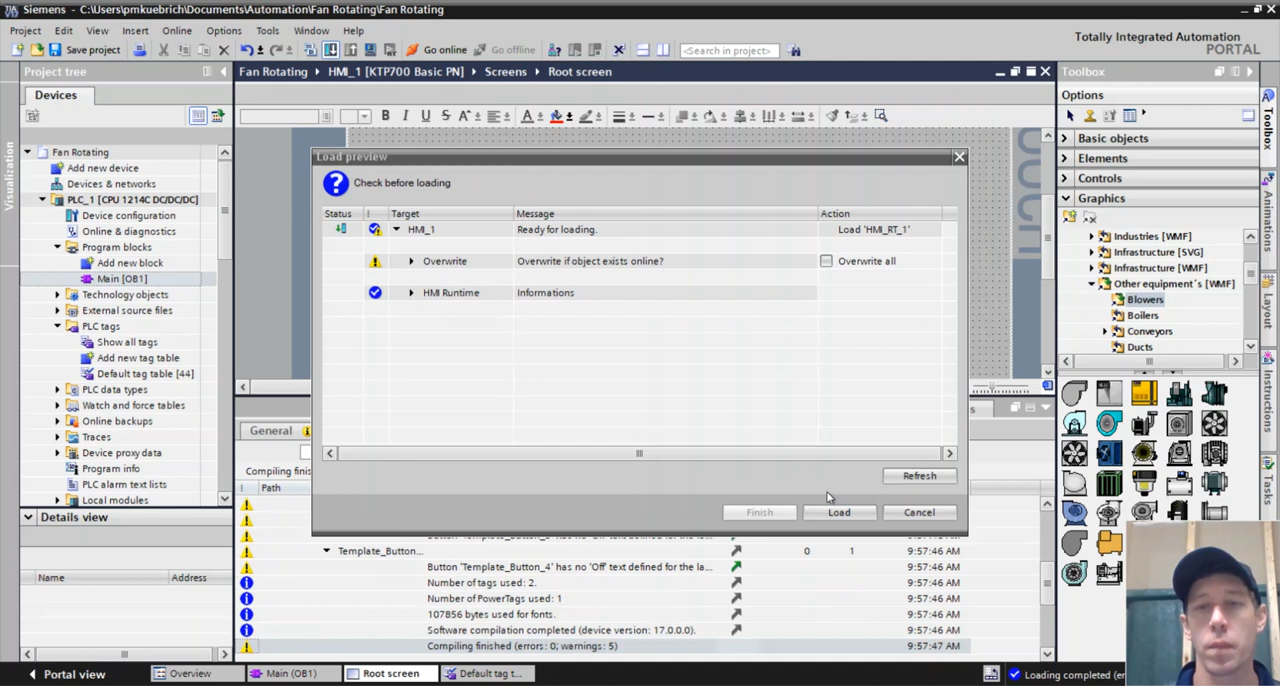 Siemens - C:\Users\pmkuebrich\Documents\Automation\Fan Rotating\Fan Rotating
Project Edit View Insert Online Options Tools Window Help
Totally Integrated Automation
PORTAL
Save project
Go online
Go offline
<Search in project>
Project tree
Fan Rotating
HMI_1 [KTP700 Basic PN]
Screens
Root screen
Toolbox
Devices
Options
Visualization
Fan Rotating
Add new device
Devices & networks
PLC_1 [CPU 1214C DC/DC/DC]
Device configuration
Online & diagnostics
Program blocks
Add new block
Main [OB1]
Technology objects
External source files
PLC tags
Show all tags
Add new tag table
Default tag table [44]
PLC data types
Watch and force tables
Online backups
Traces
Device proxy data
Program info
PLC alarm text lists
Local modules
Details view
Name
Address
Load preview
Check before loading
Status ! Target Message Action
HMI_1 Ready for loading. Load 'HMI_RT_1'
Overwrite Overwrite if object exists online? Overwrite all
HMI Runtime Informations
Refresh
Finish
Load
Cancel
General
Compiling finis
! Path
Template_Button... 0 1 9:57:46 AM
Button 'Template_Button_4' has no 'Off' text defined for the la... 9:57:46 AM
Number of tags used: 2. 9:57:46 AM
Number of PowerTags used: 1 9:57:46 AM
107856 bytes used for fonts. 9:57:46 AM
Software compilation completed (device version: 17.0.0.0). 9:57:46 AM
Compiling finished (errors: 0; warnings: 5) 9:57:47 AM
Basic objects
Elements
Controls
Graphics
Industries [WMF]
Infrastructure [SVG]
Infrastructure [WMF]
Other equipment´s [WMF]
Blowers
Boilers
Conveyors
Ducts
Toolbox
Animations
Layout
Instructions
Tasks
Portal view
Overview
Main (OB1)
Root screen
Default tag t...
Loading completed (er